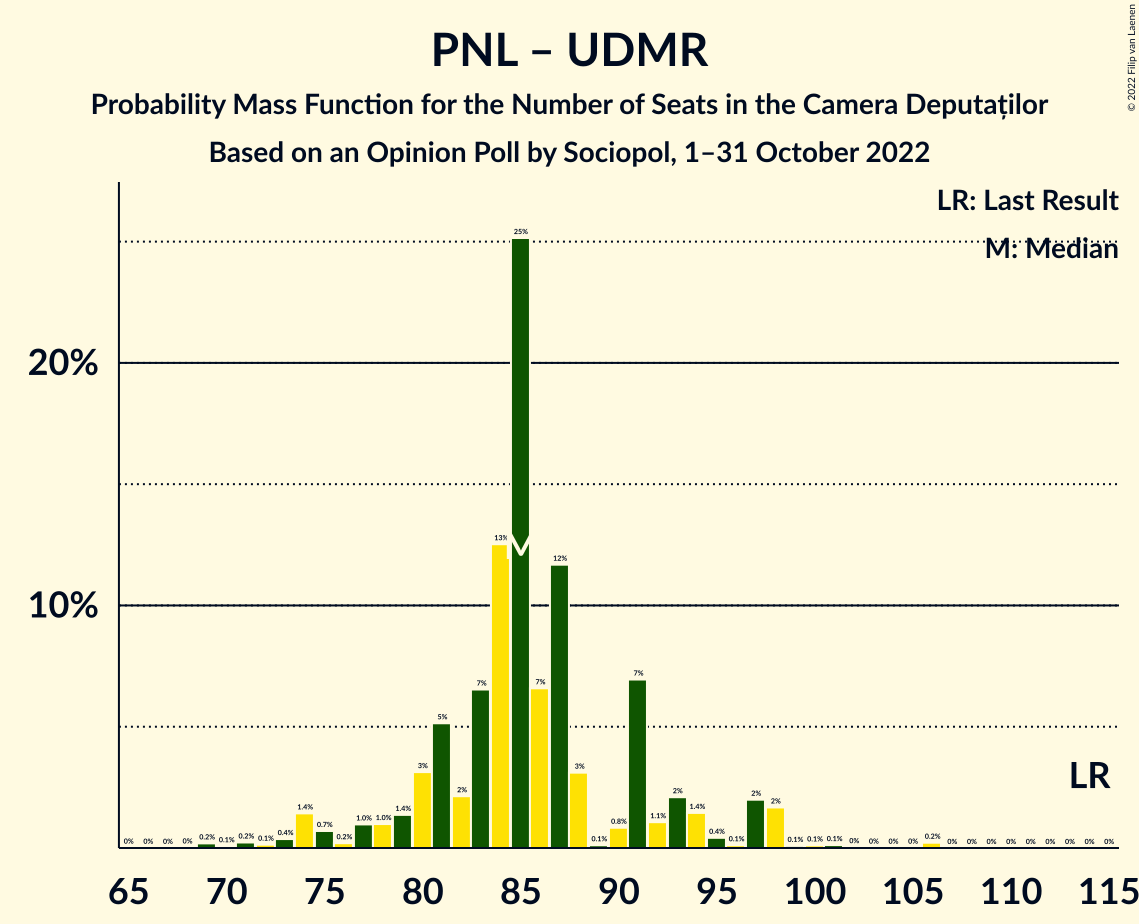 PNL – UDMR
Probability Mass Function for the Number of Seats in the Camera Deputaților
Based on an Opinion Poll by Sociopol, 1–31 October 2022
© 2022 Filip van Laenen
LR: Last Result
M: Median
20%
10%
0% 0% 0% 0% 0.2% 0.1% 0.2% 0.1% 0.4% 1.4% 0.7% 0.2% 1.0% 1.0% 1.4% 3% 5% 2% 7% 13% 25% 7% 12% 3% 0.1% 0.8% 7% 1.1% 2% 1.4% 0.4% 0.1% 2% 2% 0.1% 0.1% 0.1% 0% 0% 0% 0% 0.2% 0% 0% 0% 0% 0% 0% 0% 0% 0%
LR
65 70 75 80 85 90 95 100 105 110 115